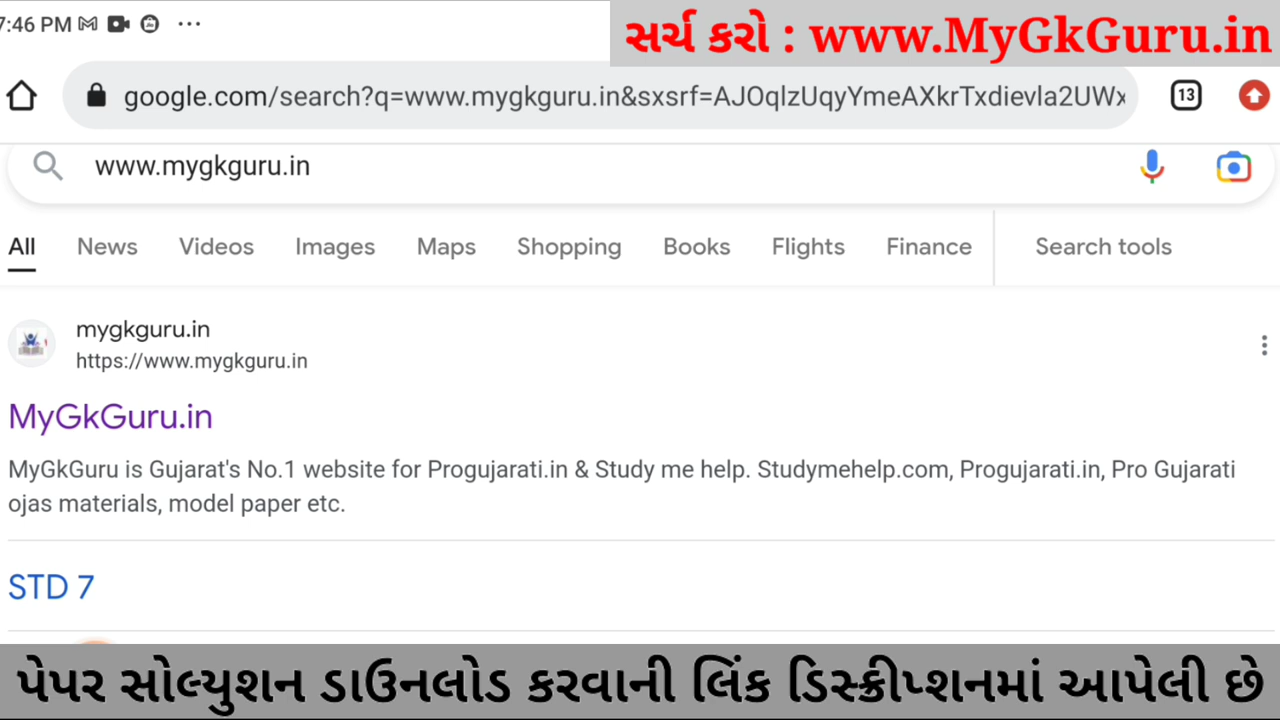 7:46 PM
સર્ચ કરો : www.MyGkGuru.in
google.com/search?q=www.mygkguru.in&sxsrf=AJOqlzUqyYmeAXkrTxdievla2UWx
13
www.mygkguru.in
All News Videos Images Maps Shopping Books Flights Finance Search tools
mygkguru.in
https://www.mygkguru.in
MyGkGuru.in
MyGkGuru is Gujarat's No.1 website for Progujarati.in & Study me help. Studymehelp.com, Progujarati.in, Pro Gujarati
ojas materials, model paper etc.
STD 7
પેપર સોલ્યુશન ડાઉનલોડ કરવાની લિંક ડિસ્ક્રીપ્શનમાં આપેલી છે